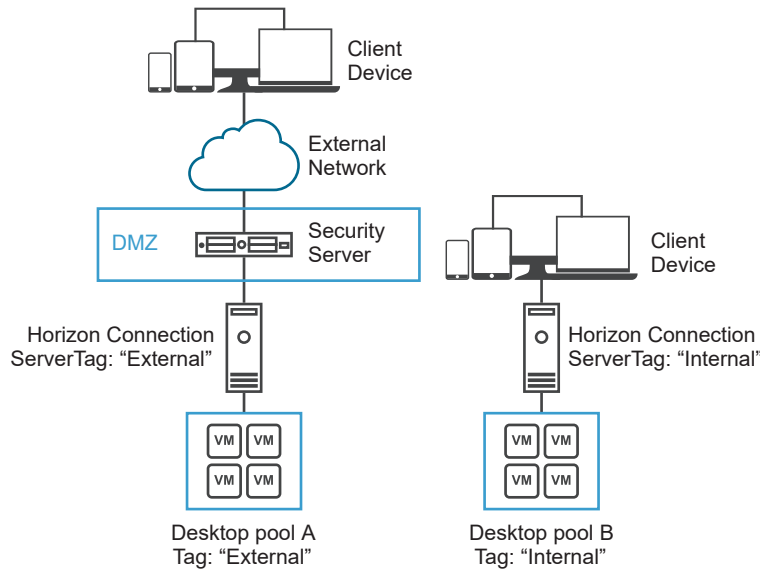 Client
Device
External
Network
DMZ
Security
Server
Client
Device
Horizon Connection
ServerTag: “External”
Horizon Connection
ServerTag: “Internal”
VM VM
VM VM
VM VM
VM VM
Desktop pool A
Tag: “External”
Desktop pool B
Tag: “Internal”